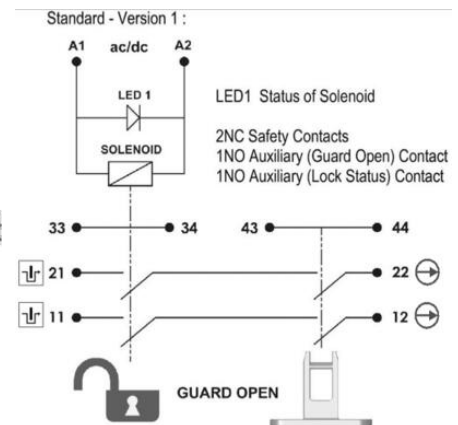 Standard - Version 1 :
A1 ac/dc A2
LED 1
LED1 Status of Solenoid
SOLENOID
2NC Safety Contacts
1NO Auxiliary (Guard Open) Contact
1NO Auxiliary (Lock Status) Contact
33 34 43 44
21 22
11 12
GUARD OPEN